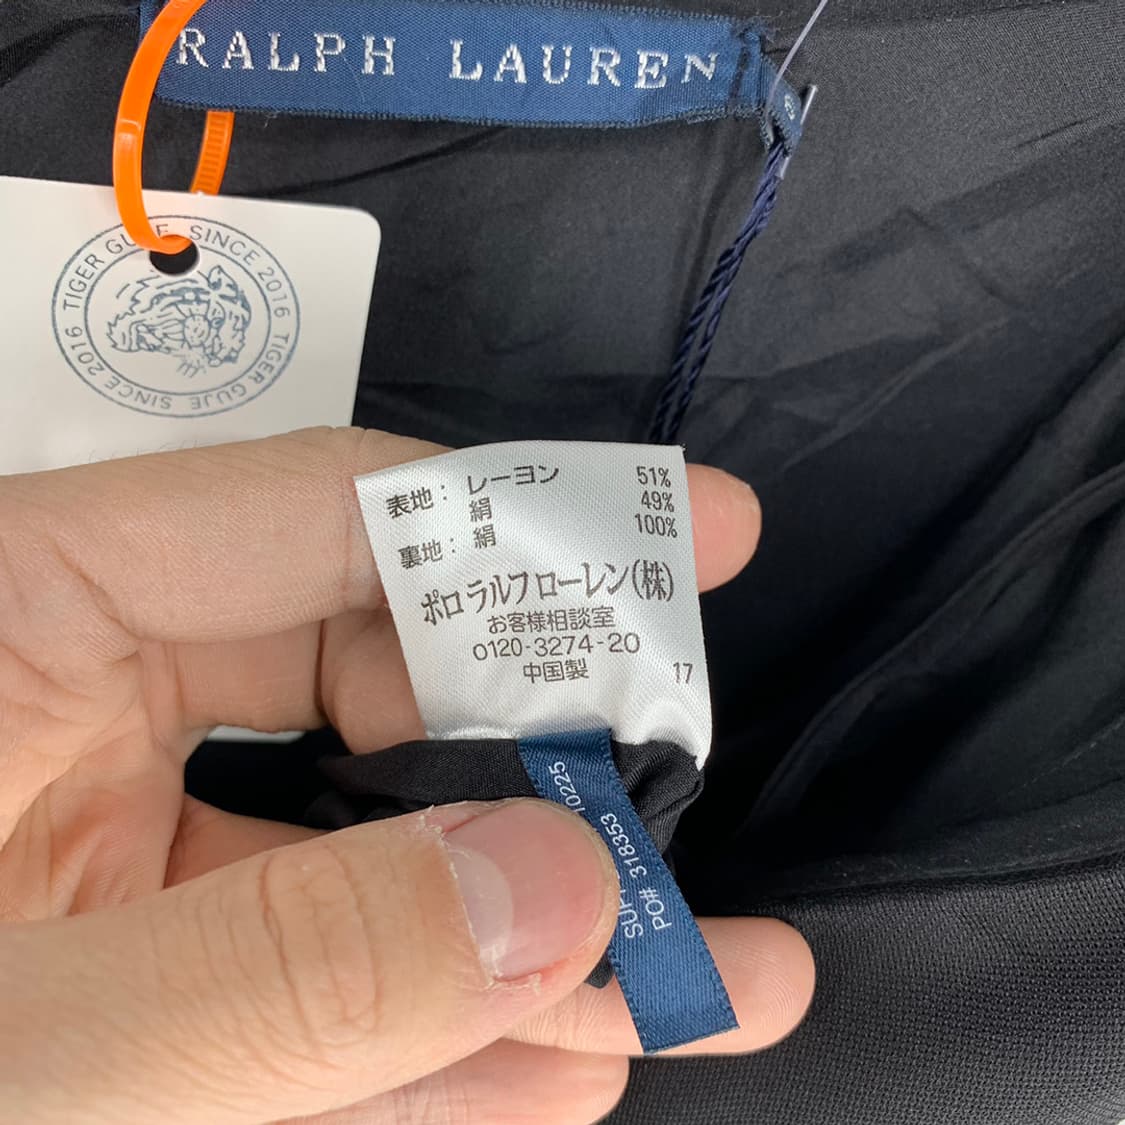 RALPH LAUREN
TIGER GUJE SINCE 2016 TIGER GUJE SINCE 2016
表地： レーヨン 51%
絹 49%
裏地： 絹 100%
ポロ ラルフ ローレン(株)
お客様相談室
0120-3274-20
中国製 17
PO# 318353